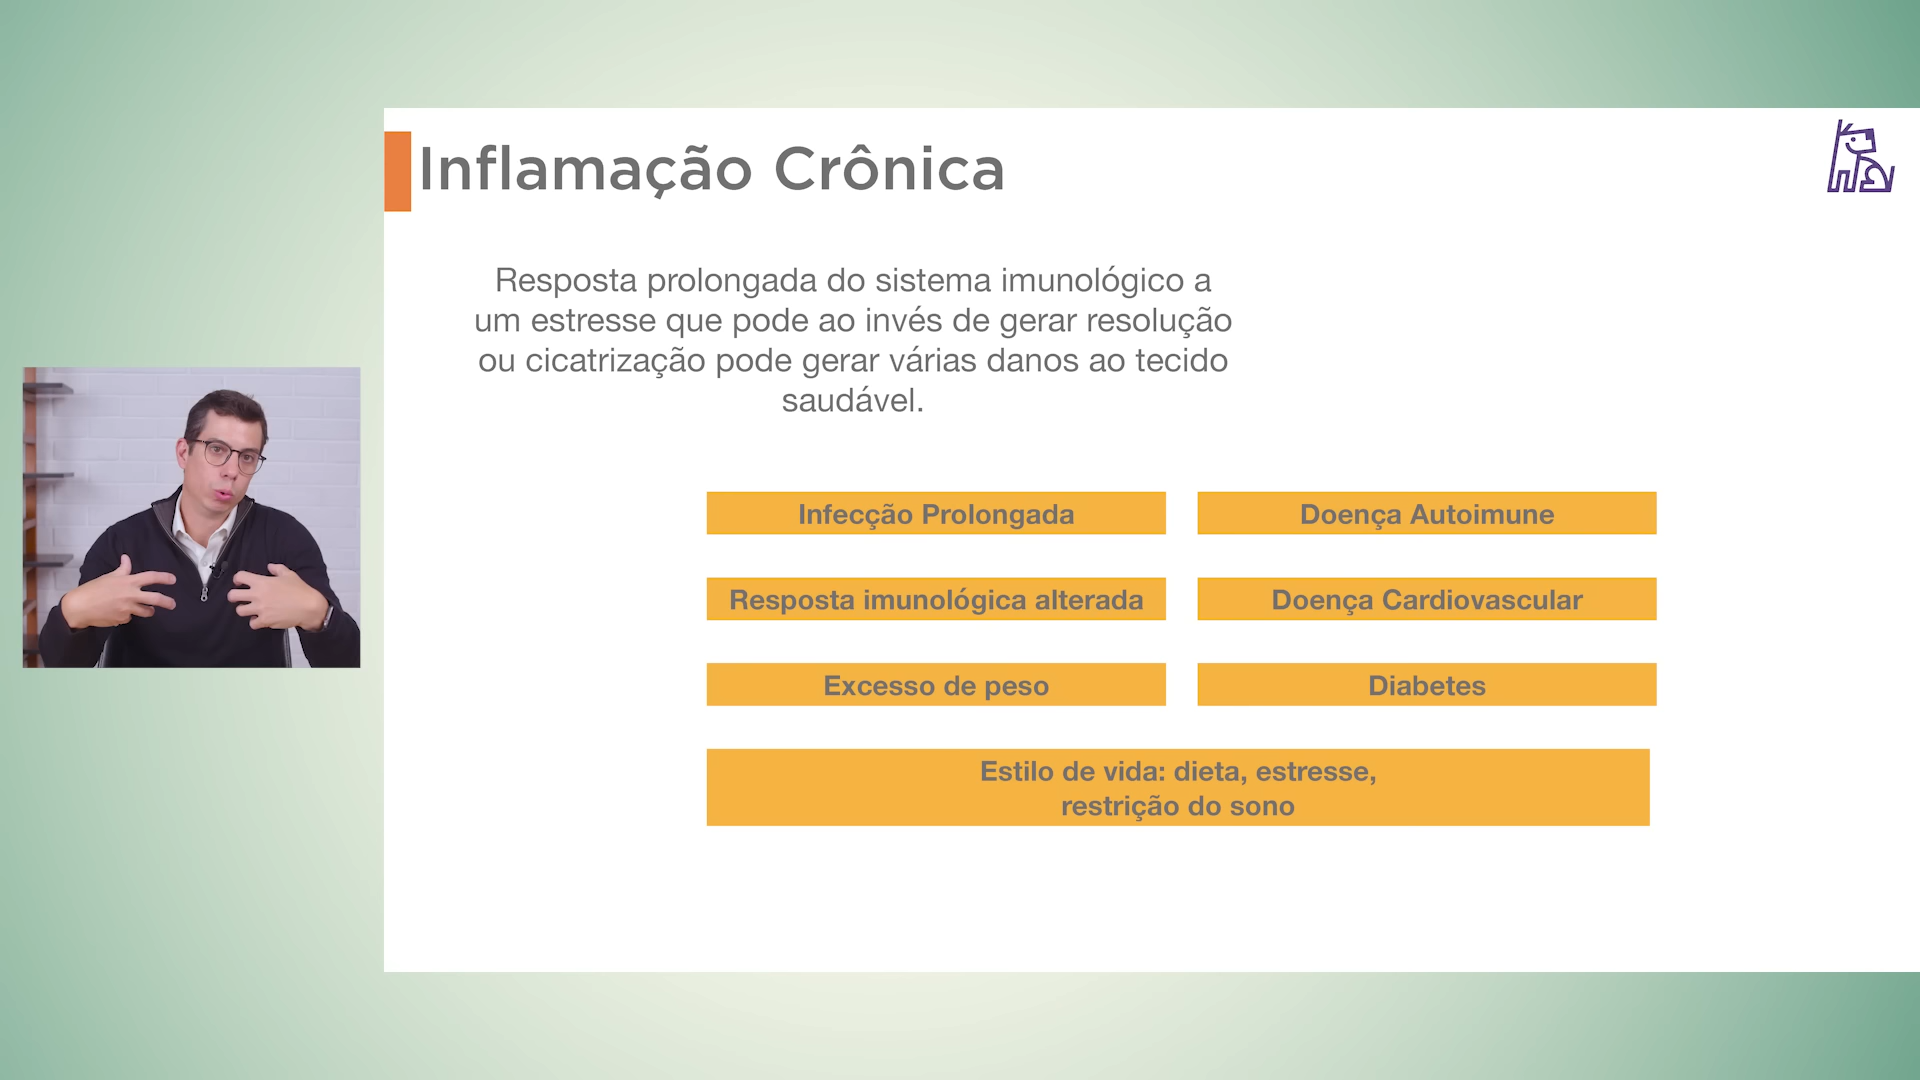 Inflamação Crônica
Resposta prolongada do sistema imunológico a
um estresse que pode ao invés de gerar resolução
ou cicatrização pode gerar várias danos ao tecido
saudável.
Infecção Prolongada
Doença Autoimune
Resposta imunológica alterada
Doença Cardiovascular
Excesso de peso
Diabetes
Estilo de vida: dieta, estresse,
restrição do sono